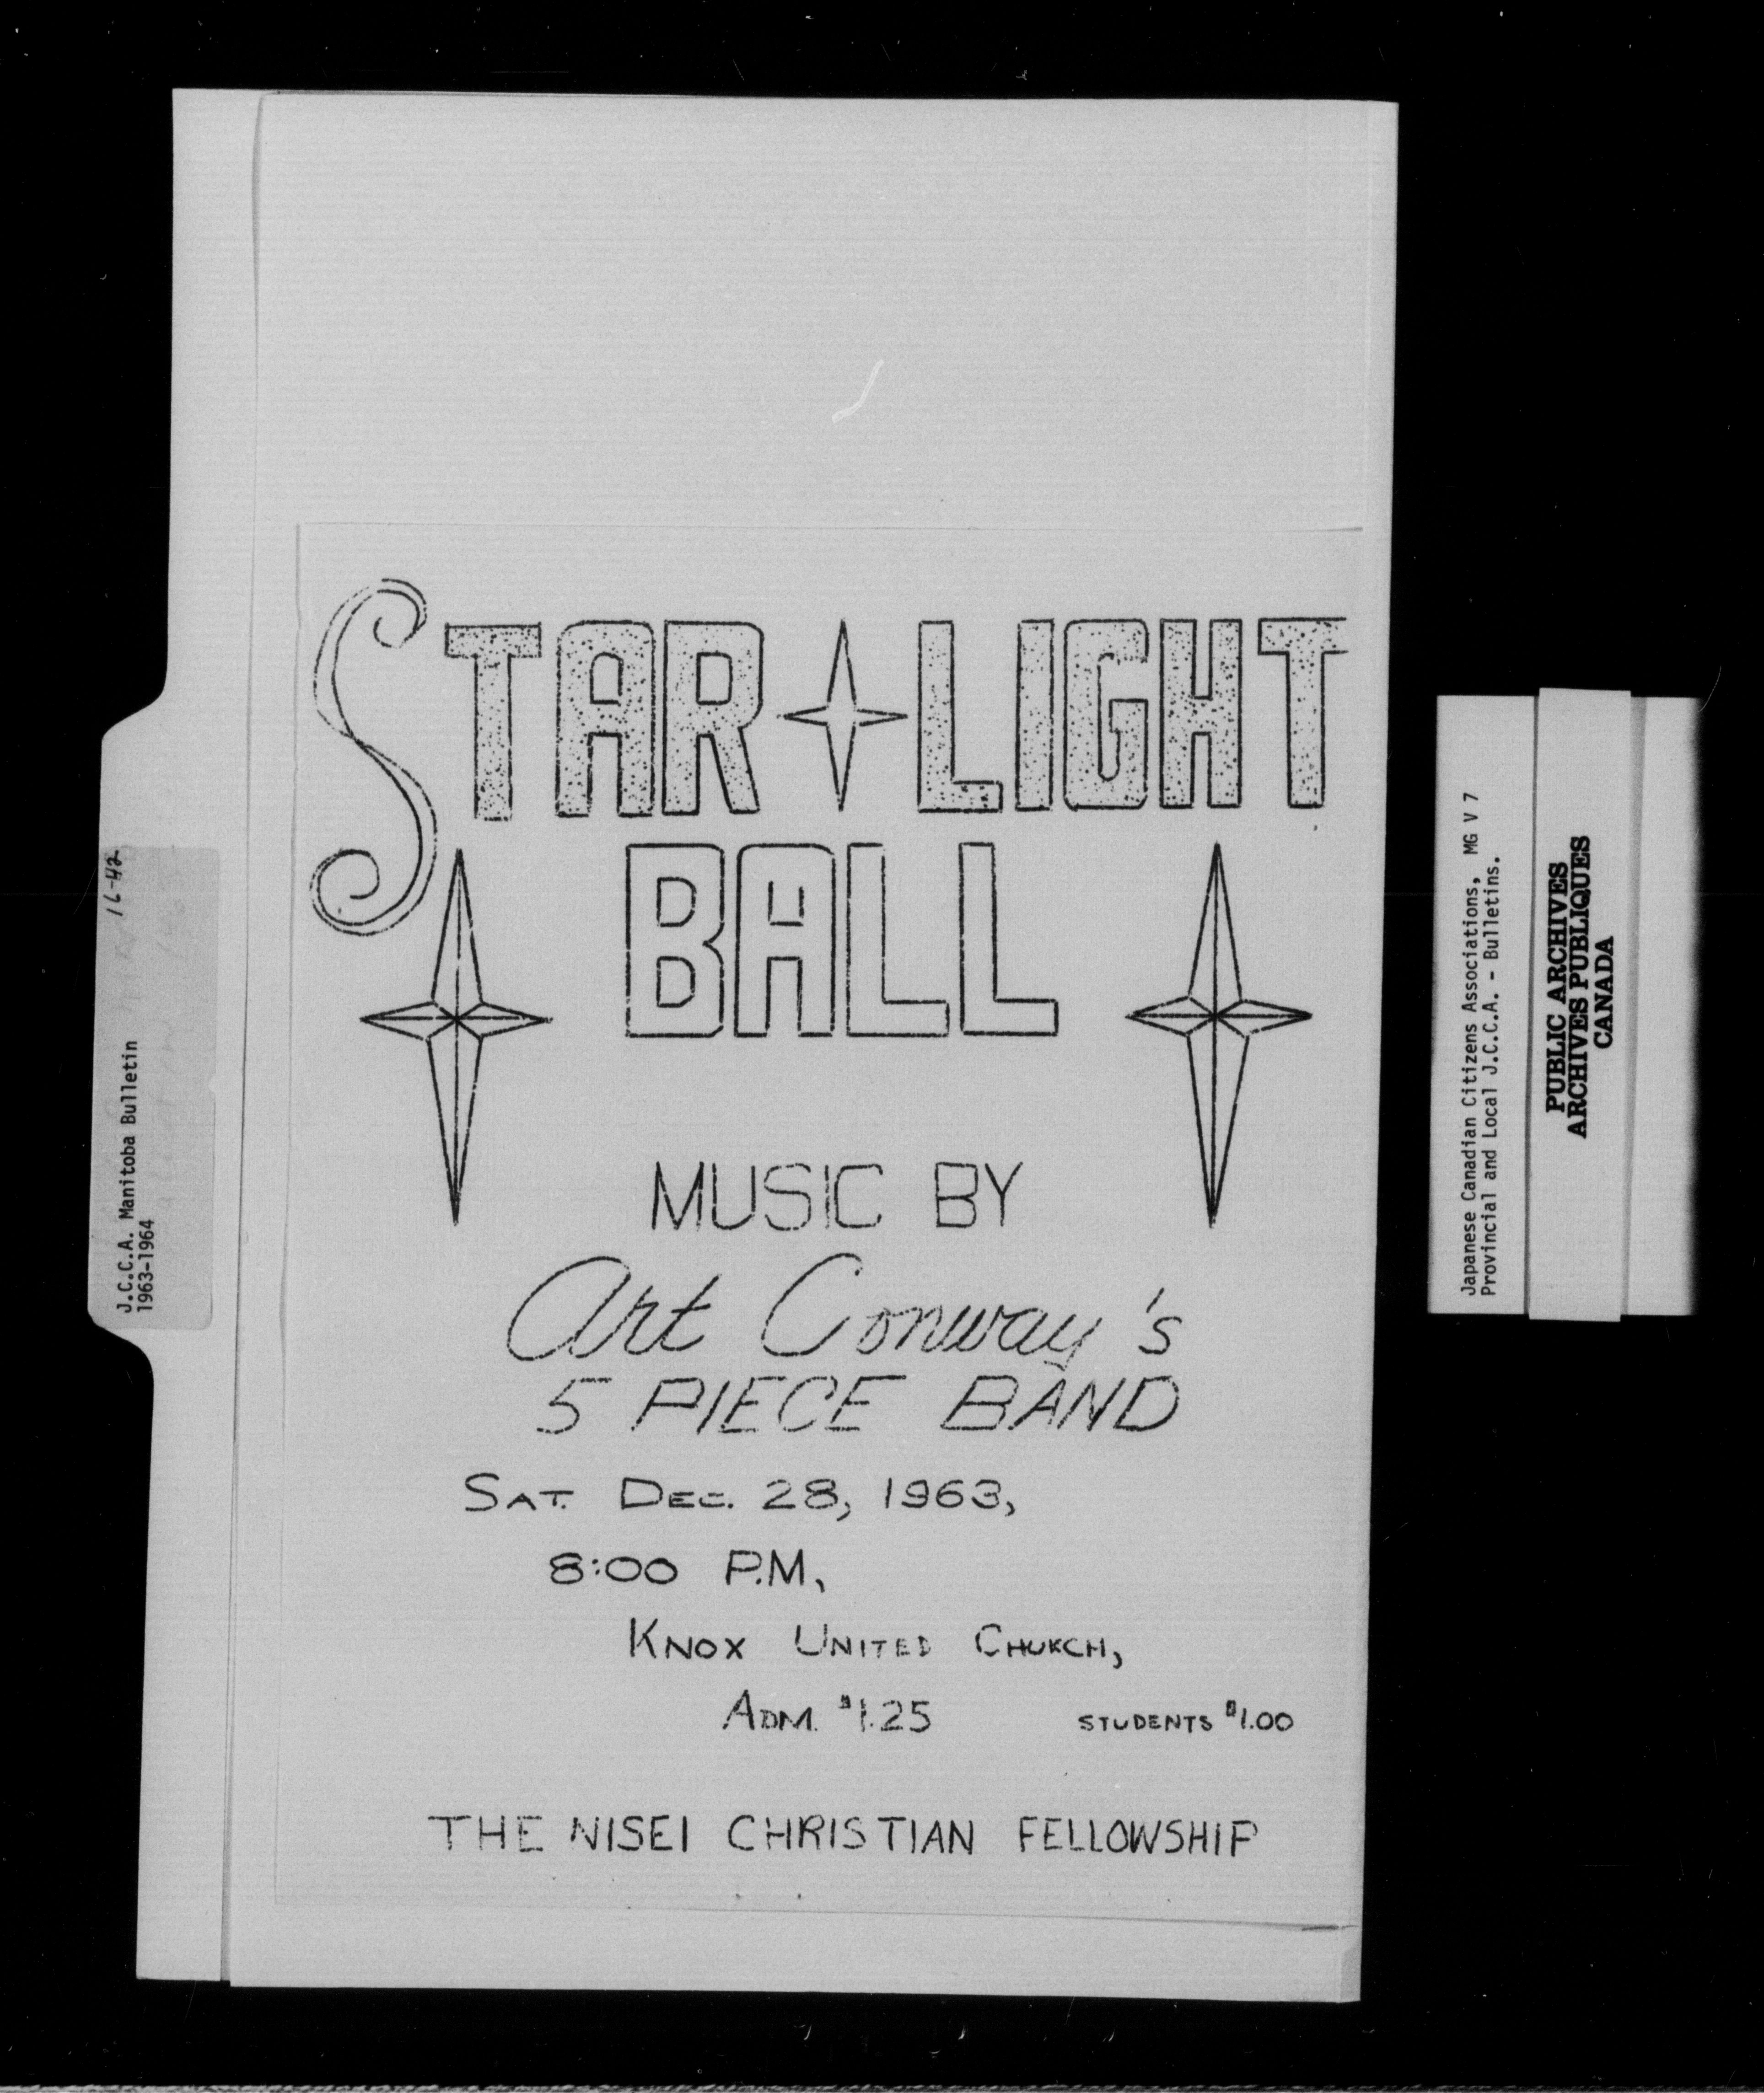 STAR LIGHT
BALL
MUSIC BY
Art Conway's
5 PIECE BAND
SAT. DEC. 28, 1963,
8:00 P.M,
KNOX UNITED CHURCH,
ADM. $1.25 STUDENTS $1.00
THE NISEI CHRISTIAN FELLOWSHIP
J.C.C.A. Manitoba Bulletin 16-42
1963-1964
Japanese Canadian Citizens Associations, MG V 7
Provincial and Local J.C.C.A. - Bulletins.
PUBLIC ARCHIVES
ARCHIVES PUBLIQUES
CANADA